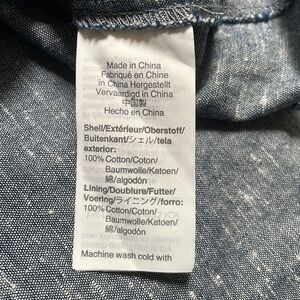 Made in China
Fabriqué en Chine
in China Hergestellt
Vervaardigd in China
中国製
Hecho en China
Shell/Extérieur/Oberstoff/
Buitenkant/シェル/tela
exterior:
100% Cotton/Coton/
Baumwolle/Katoen/
綿/algodón
Lining/Doublure/Futter/
Voering/ライニング/forro:
100% Cotton/Coton/
Baumwolle/Katoen/
綿/algodón
Machine wash cold with